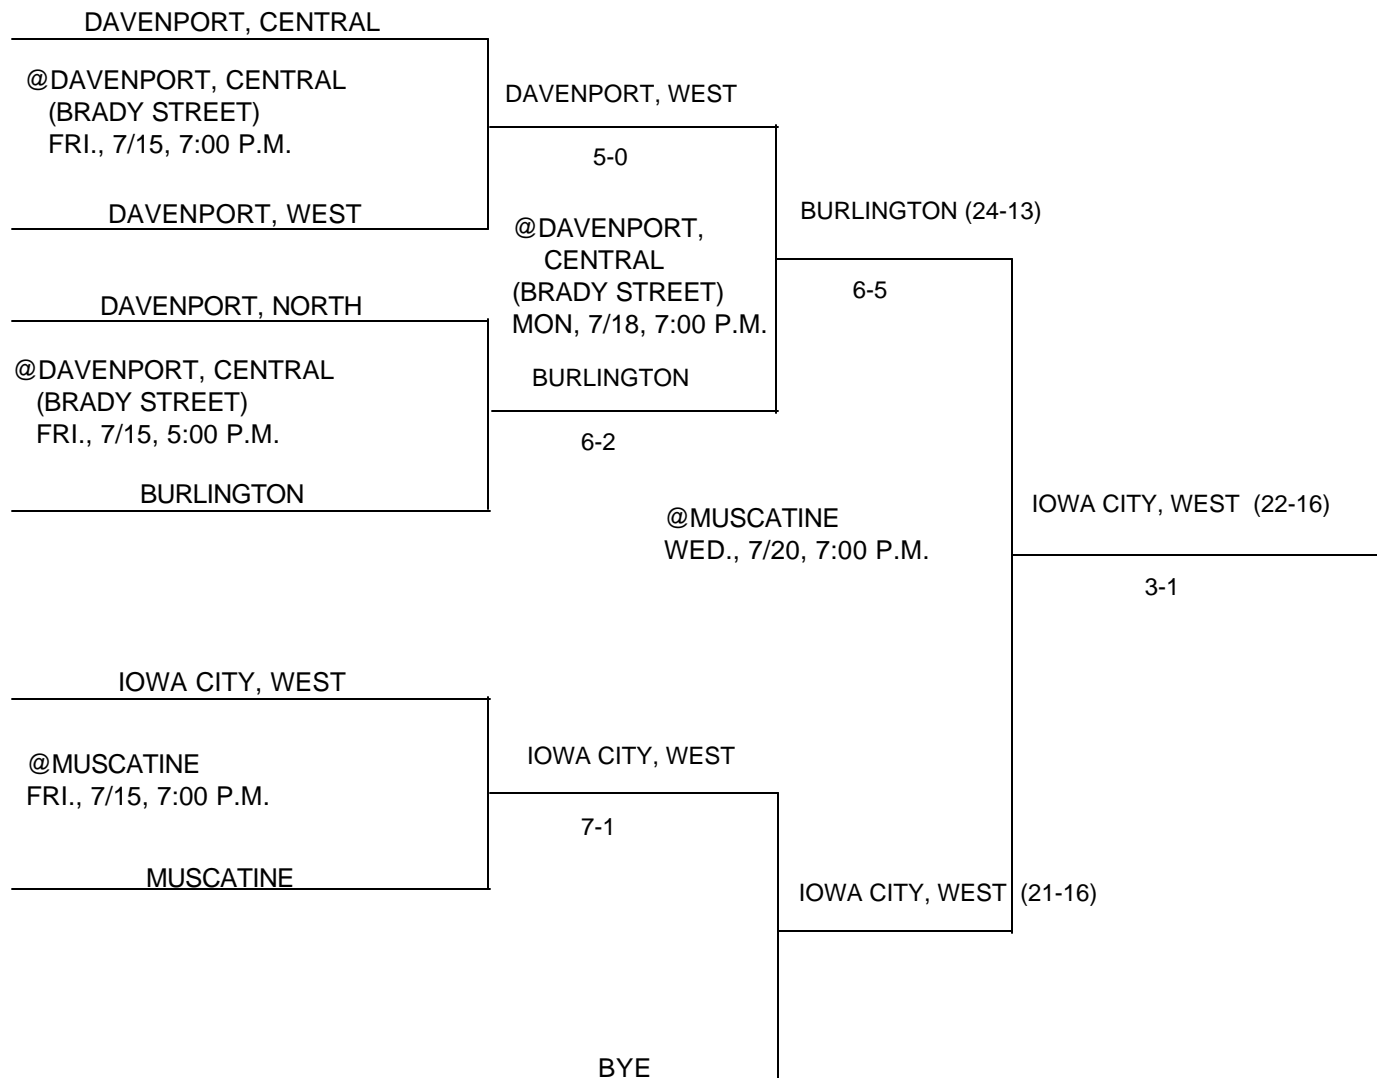 DAVENPORT, CENTRAL
@DAVENPORT, CENTRAL
(BRADY STREET)
FRI., 7/15, 7:00 P.M.
DAVENPORT, WEST
DAVENPORT, WEST
5-0
DAVENPORT, NORTH
@DAVENPORT, CENTRAL
(BRADY STREET)
FRI., 7/15, 5:00 P.M.
BURLINGTON
@DAVENPORT,
CENTRAL
(BRADY STREET)
MON, 7/18, 7:00 P.M.
BURLINGTON
6-2
BURLINGTON (24-13)
6-5
@MUSCATINE
WED., 7/20, 7:00 P.M.
IOWA CITY, WEST (22-16)
3-1
IOWA CITY, WEST
@MUSCATINE
FRI., 7/15, 7:00 P.M.
MUSCATINE
IOWA CITY, WEST
7-1
IOWA CITY, WEST (21-16)
BYE